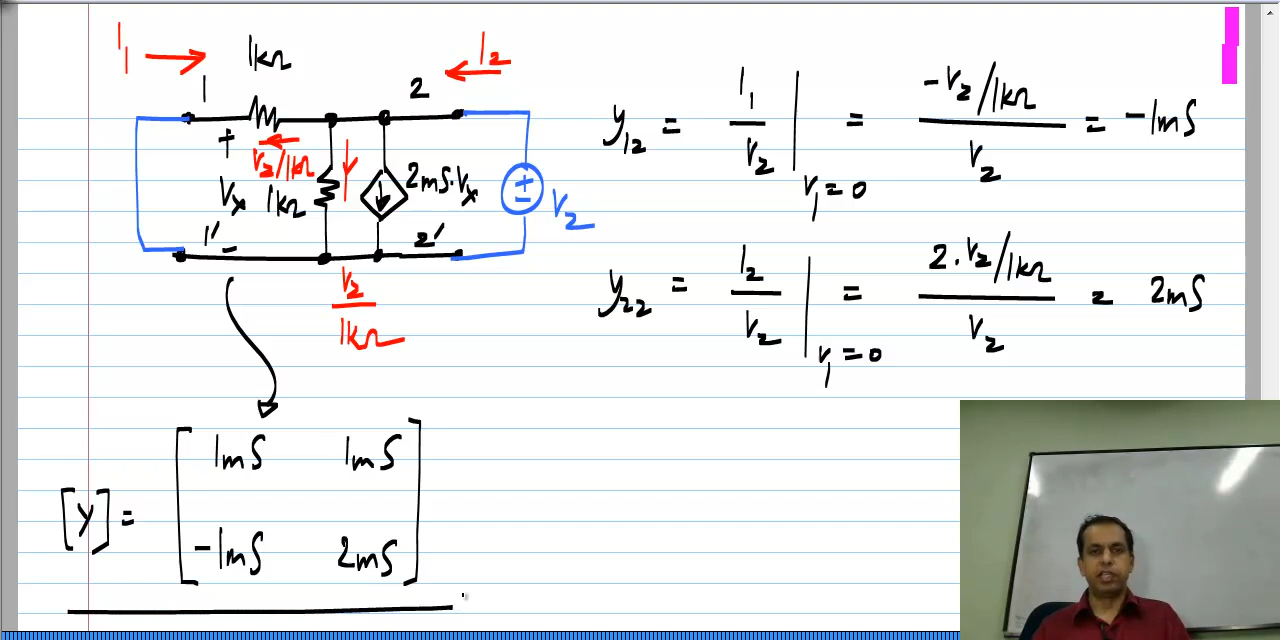 I₁ 1kΩ I₂
1 2
+ V₂/1kΩ
Vₓ 1kΩ 2mS·Vₓ + − V₂
1' − 2'
V₂/1kΩ
y₁₂ = I₁/V₂ | V₁=0 = −V₂/1kΩ / V₂ = −1mS
y₂₂ = I₂/V₂ | V₁=0 = 2·V₂/1kΩ / V₂ = 2mS
[Y] = [ 1mS 1mS
−1mS 2mS ]